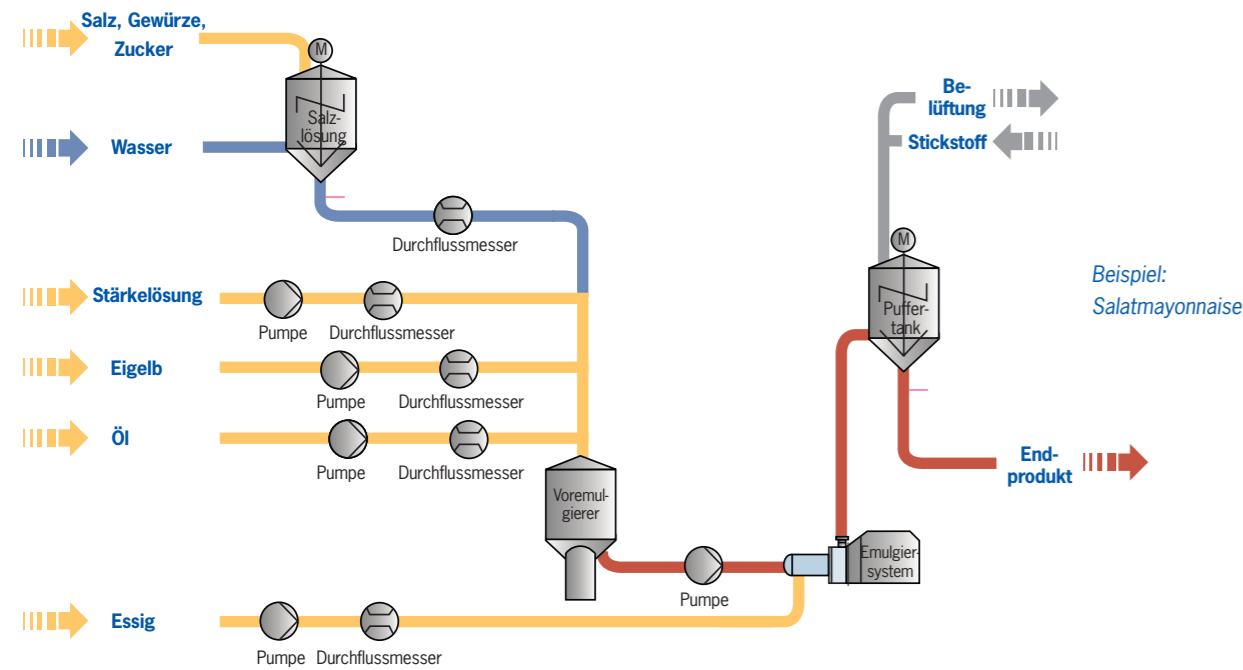 Salz, Gewürze,
Zucker
M
Salz-
lösung
Wasser
Durchflussmesser
Be-
lüftung
Stickstoff
M
Puffer-
tank
Beispiel:
Salatmayonnaise
Stärkelösung
Pumpe
Durchflussmesser
Eigelb
Pumpe
Durchflussmesser
Öl
Pumpe
Durchflussmesser
End-
produkt
Voremul-
gierer
Pumpe
Emulgier-
system
Essig
Pumpe
Durchflussmesser